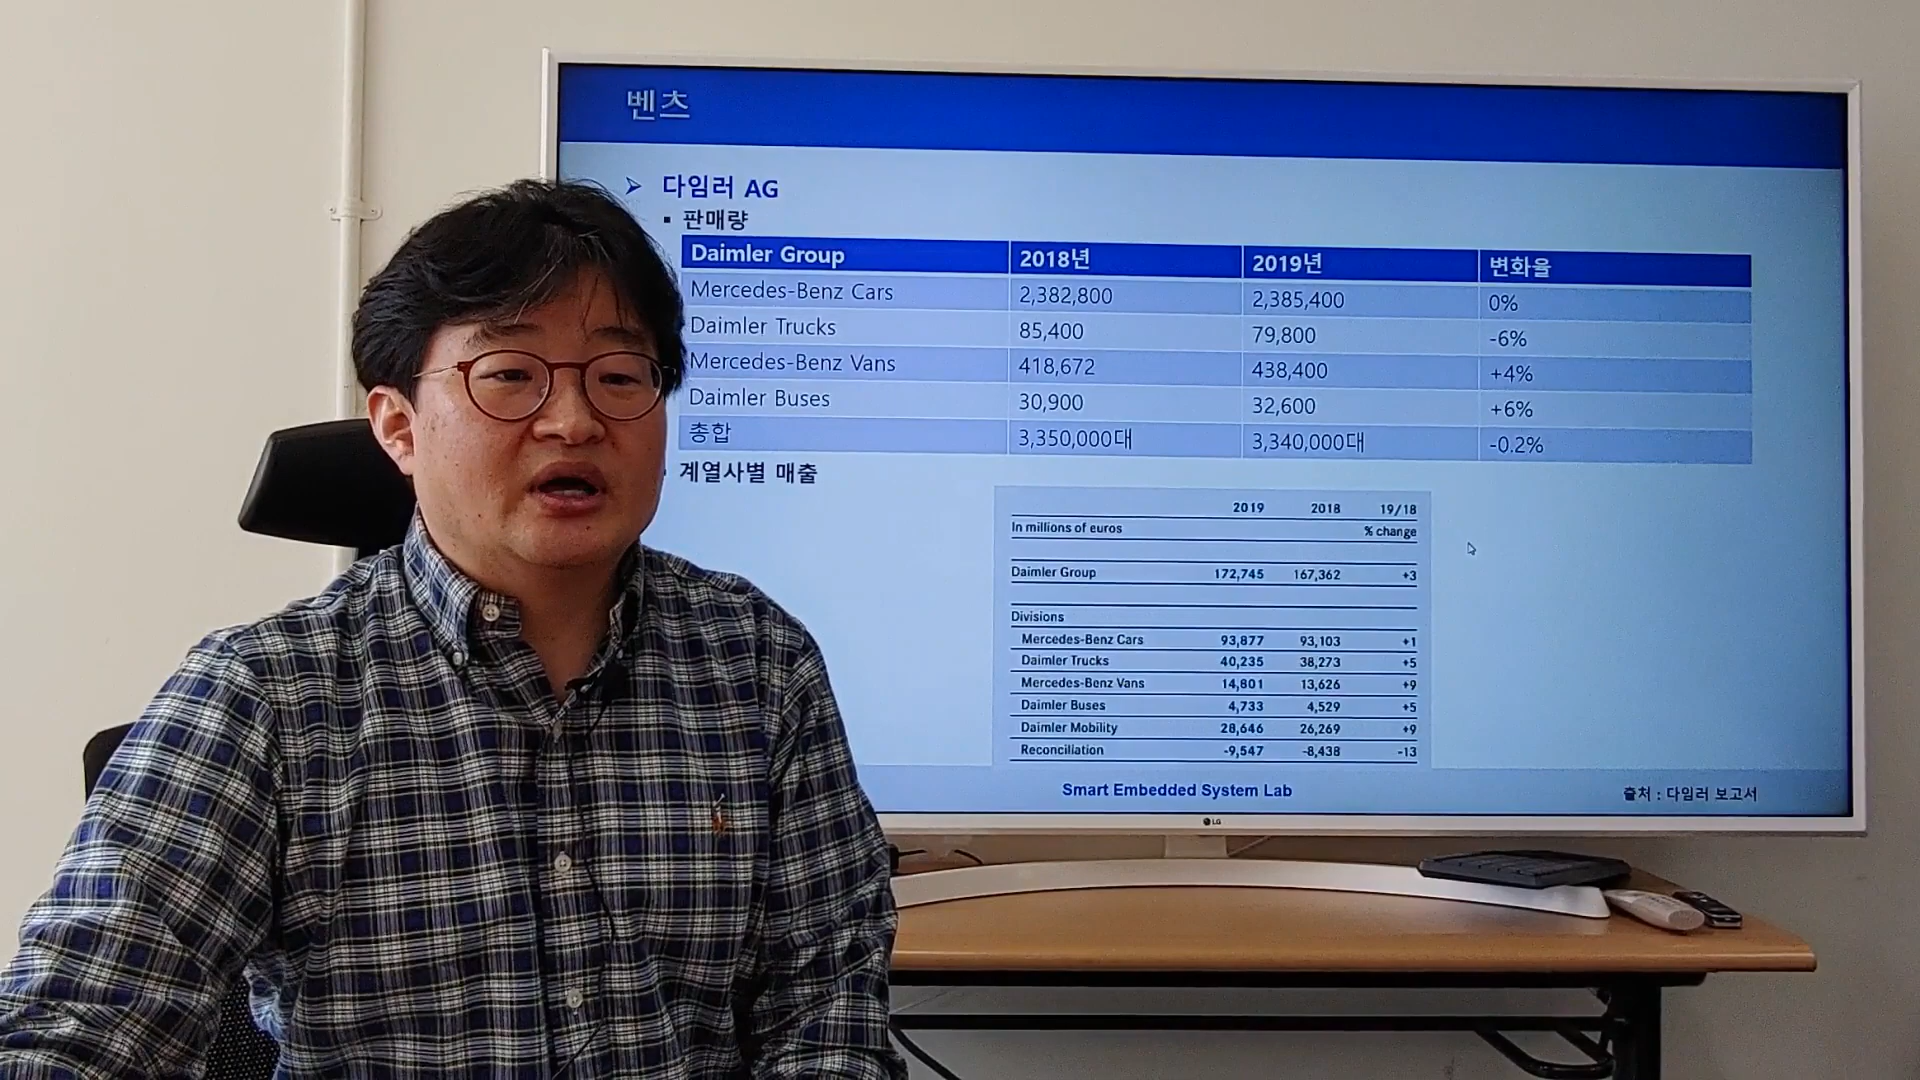 벤츠
다임러 AG
판매량
Daimler Group 2018년 2019년 변화율
Mercedes-Benz Cars 2,382,800 2,385,400 0%
Daimler Trucks 85,400 79,800 -6%
Mercedes-Benz Vans 418,672 438,400 +4%
Daimler Buses 30,900 32,600 +6%
총합 3,350,000대 3,340,000대 -0.2%
계열사별 매출
2019 2018 19/18
In millions of euros % change
Daimler Group 172,745 167,362 +3
Divisions
Mercedes-Benz Cars 93,877 93,103 +1
Daimler Trucks 40,235 38,273 +5
Mercedes-Benz Vans 14,801 13,626 +9
Daimler Buses 4,733 4,529 +5
Daimler Mobility 28,646 26,269 +9
Reconciliation -9,547 -8,438 -13
Smart Embedded System Lab
출처 : 다임러 보고서
LG